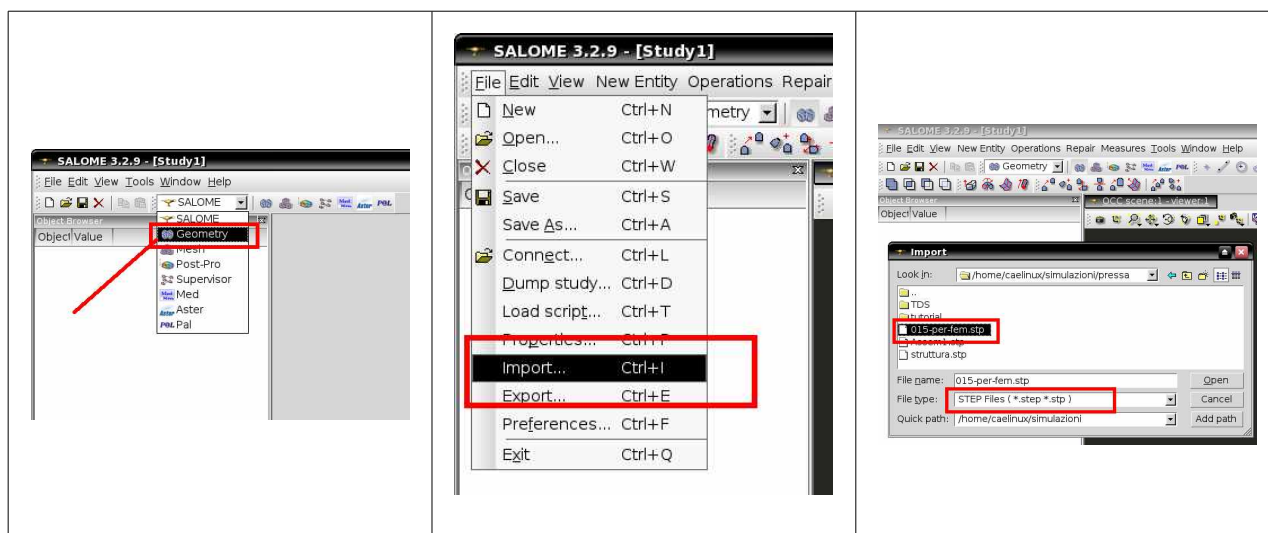 SALOME 3.2.9 - [Study1]
File Edit View Tools Window Help
SALOME
Object Browser
Object Value
SALOME
Geometry
Mesh
Post-Pro
Supervisor
Med
Aster
Pal
SALOME 3.2.9 - [Study1]
File Edit View New Entity Operations Repair
New Ctrl+N
metry
Open... Ctrl+O
Close Ctrl+W
Save Ctrl+S
Save As... Ctrl+A
Connect... Ctrl+L
Dump study... Ctrl+D
Load script... Ctrl+T
Properties... Ctrl+P
Import... Ctrl+I
Export... Ctrl+E
Preferences... Ctrl+F
Exit Ctrl+Q
SALOME 3.2.9 - [Study1]
File Edit View New Entity Operations Repair Measures Tools Window Help
Geometry
Object Browser
OCC scene:1 - viewer:1
Object Value
Import
Look in: /home/caelinux/simulazioni/pressa
..
TDS
tutorial
015-per-fem.stp
Assem1.stp
struttura.stp
File name: 015-per-fem.stp Open
File type: STEP Files ( *.step *.stp ) Cancel
Quick path: /home/caelinux/simulazioni Add path